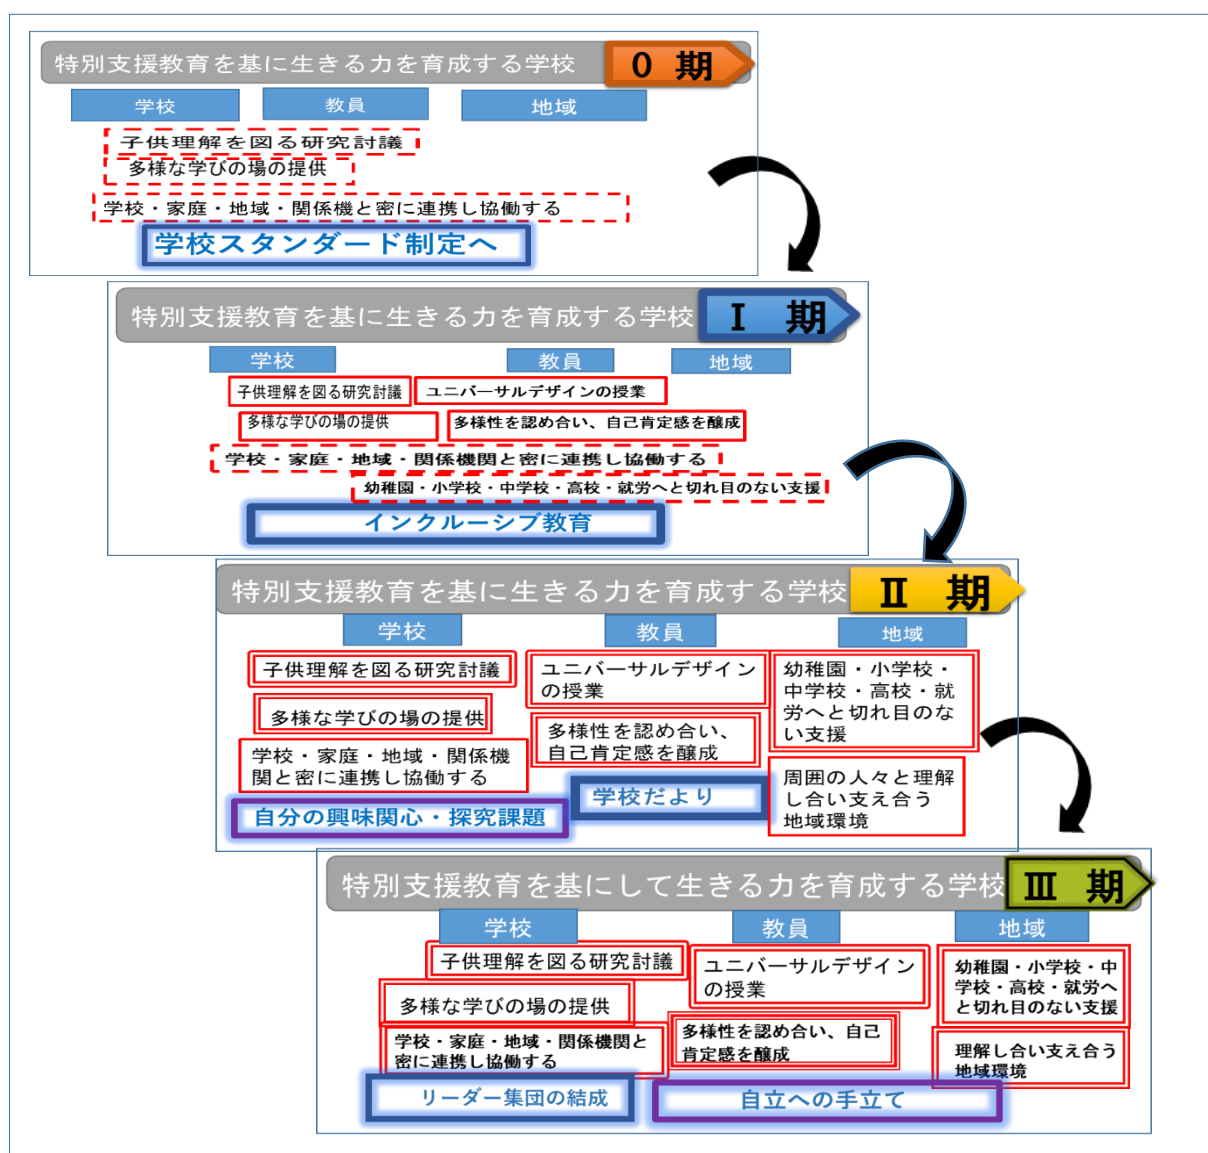 特別支援教育を基に生きる力を育成する学校
0 期
学校
教員
地域
子供理解を図る研究討議
多様な学びの場の提供
学校・家庭・地域・関係機と密に連携し協働する
学校スタンダード制定へ
特別支援教育を基に生きる力を育成する学校
Ⅰ 期
学校
教員
地域
子供理解を図る研究討議
ユニバーサルデザインの授業
多様な学びの場の提供
多様性を認め合い、自己肯定感を醸成
学校・家庭・地域・関係機関と密に連携し協働する
幼稚園・小学校・中学校・高校・就労へと切れ目のない支援
インクルーシブ教育
特別支援教育を基に生きる力を育成する学校
Ⅱ 期
学校
教員
地域
子供理解を図る研究討議
多様な学びの場の提供
学校・家庭・地域・関係機
関と密に連携し協働する
自分の興味関心・探究課題
ユニバーサルデザイン
の授業
多様性を認め合い、
自己肯定感を醸成
学校だより
幼稚園・小学校・
中学校・高校・就
労へと切れ目のな
い支援
周囲の人々と理解
し合い支え合う
地域環境
特別支援教育を基にして生きる力を育成する学校
Ⅲ 期
学校
教員
地域
子供理解を図る研究討議
多様な学びの場の提供
学校・家庭・地域・関係機関と
密に連携し協働する
リーダー集団の結成
ユニバーサルデザイン
の授業
多様性を認め合い、自己
肯定感を醸成
自立への手立て
幼稚園・小学校・中
学校・高校・就労へ
と切れ目のない支援
理解し合い支え合う
地域環境